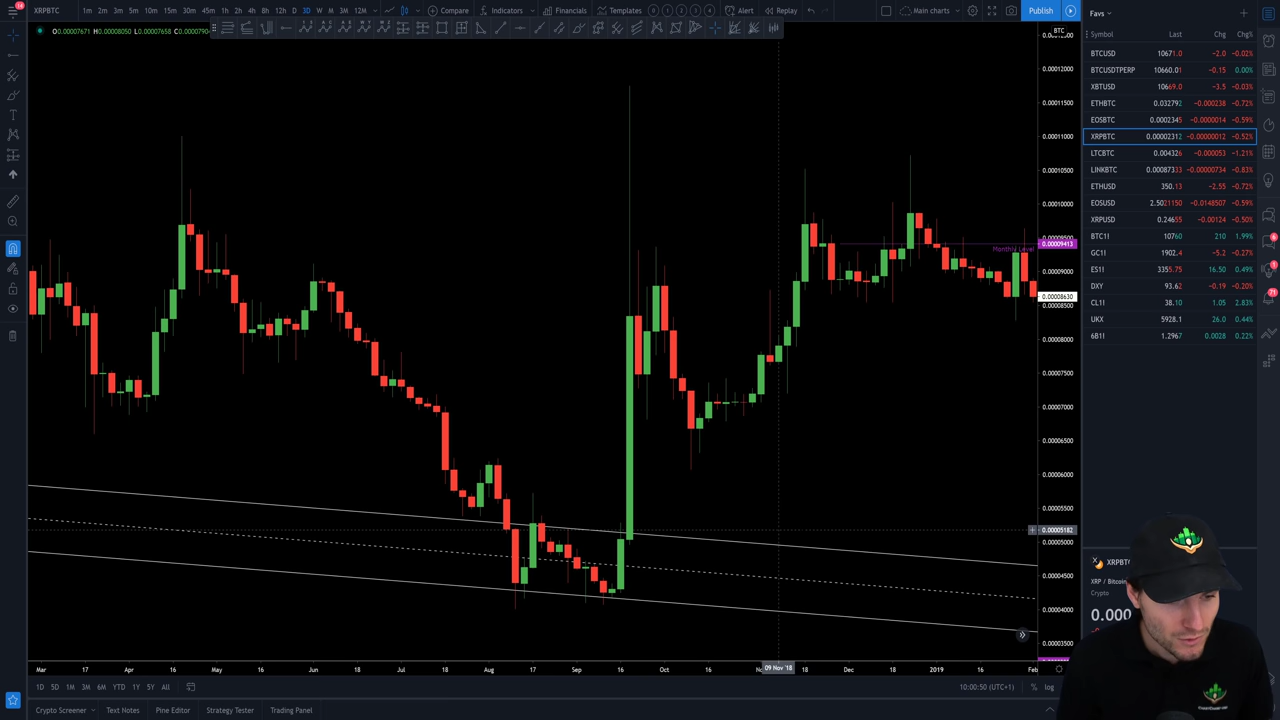 XRPBTC 1m 2m 3m 5m 10m 15m 30m 45m 1h 2h 4h 8h 12h D 3D W M 3M 12M Compare Indicators Financials Templates Alert Replay Main charts Publish
O0.00007671 H0.00008050 L0.00007658
BTC
0.00012000
0.00011500
0.00011000
0.00010500
0.00010000
Monthly Level
0.00009413
0.00009000
0.00008630
0.00008500
0.00008000
0.00007500
0.00007000
0.00006500
0.00006000
0.00005500
0.00005182
0.00005000
0.00004500
0.00004000
0.00003500
Mar 17 Apr 16 May 16 Jun 14 Jul 18 Aug 17 Sep 16 Oct 16 09 Nov '18 18 Dec 18 2019 16 Feb
1D 5D 1M 3M 6M YTD 1Y 5Y All
10:00:50 (UTC+1) % log
Crypto Screener Text Notes Pine Editor Strategy Tester Trading Panel
Favs
Symbol Last Chg Chg%
BTCUSD 10671.0 −2.0 −0.02%
BTCUSDTPERP 10660.01 −0.15 0.00%
XBTUSD 10669.0 −3.5 −0.03%
ETHBTC 0.032792 −0.000238 −0.72%
EOSBTC 0.0002345 −0.0000014 −0.59%
XRPBTC 0.00002312 −0.00000012 −0.52%
LTCBTC 0.004326 −0.000053 −1.21%
LINKBTC 0.00087333 −0.00000734 −0.83%
ETHUSD 350.13 −2.55 −0.72%
EOSUSD 2.5021150 −0.0148507 −0.59%
XRPUSD 0.24655 −0.00124 −0.50%
BTC1! 10760 210 1.99%
GC1! 1902.4 −5.2 −0.27%
ES1! 3355.75 16.50 0.49%
DXY 93.62 −0.19 −0.20%
CL1! 38.10 1.05 2.83%
UKX 5928.1 26.0 0.44%
6B1! 1.2967 0.0028 0.22%
XRPBTC
XRP / Bitcoin
Crypto